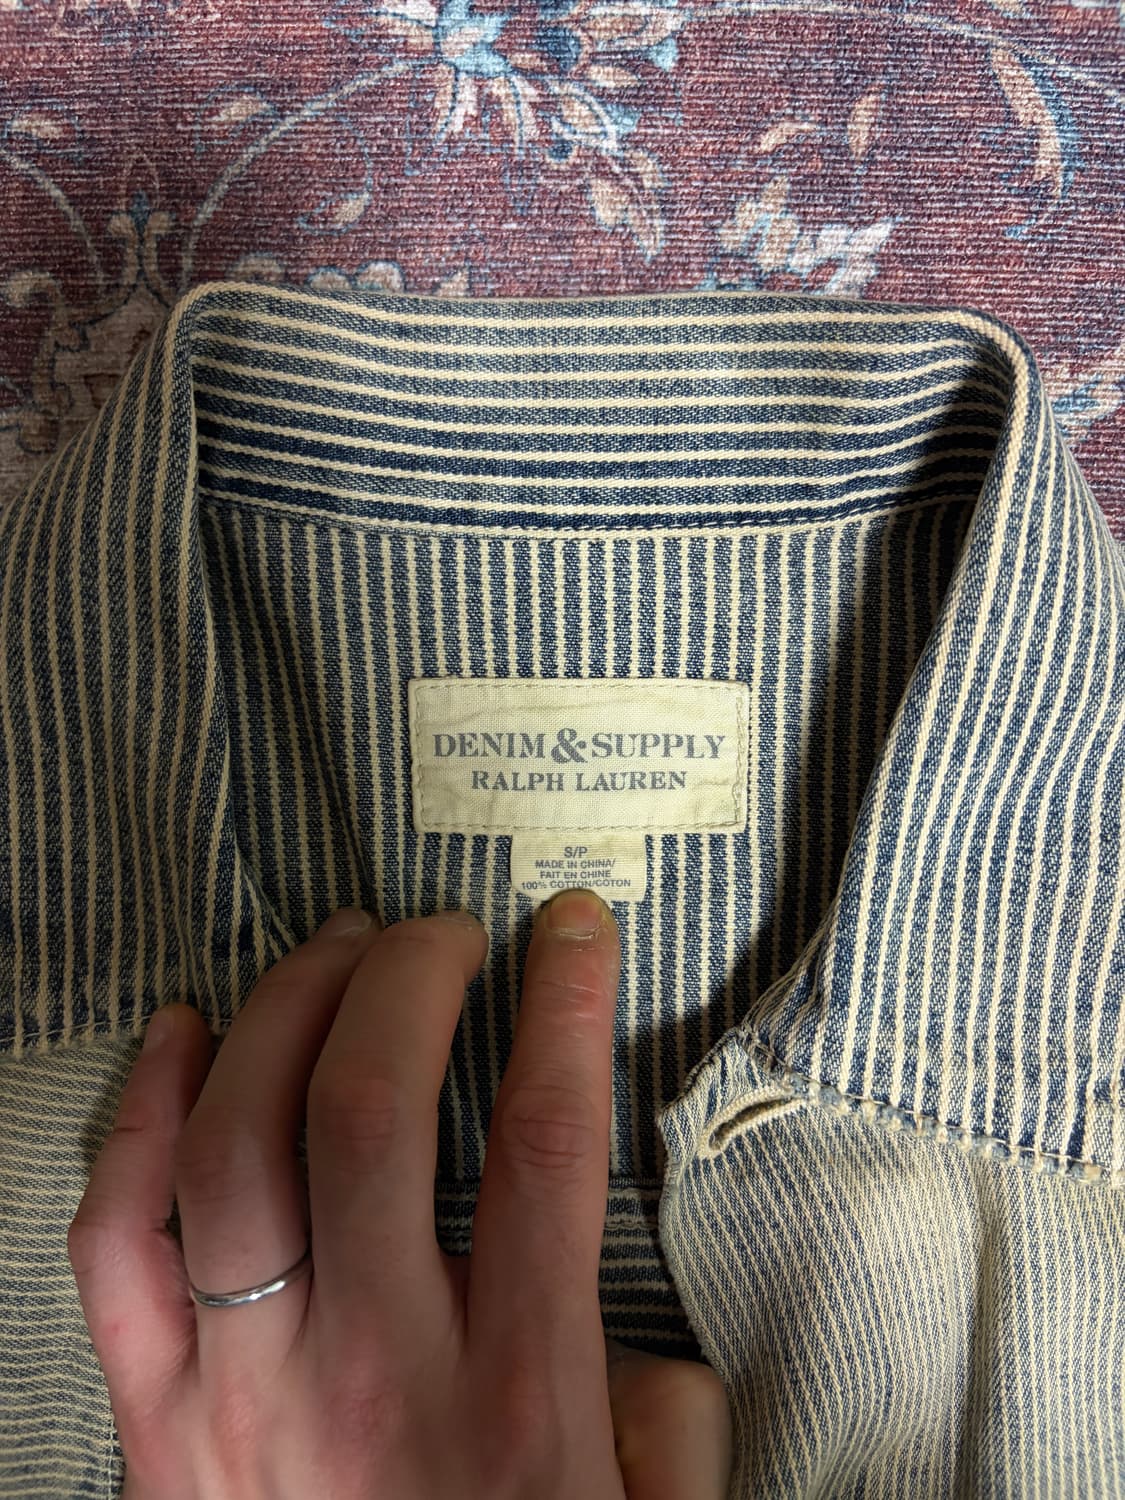 DENIM & SUPPLY
RALPH LAUREN
S/P
MADE IN CHINA/
FAIT EN CHINE
100% COTTON/COTON